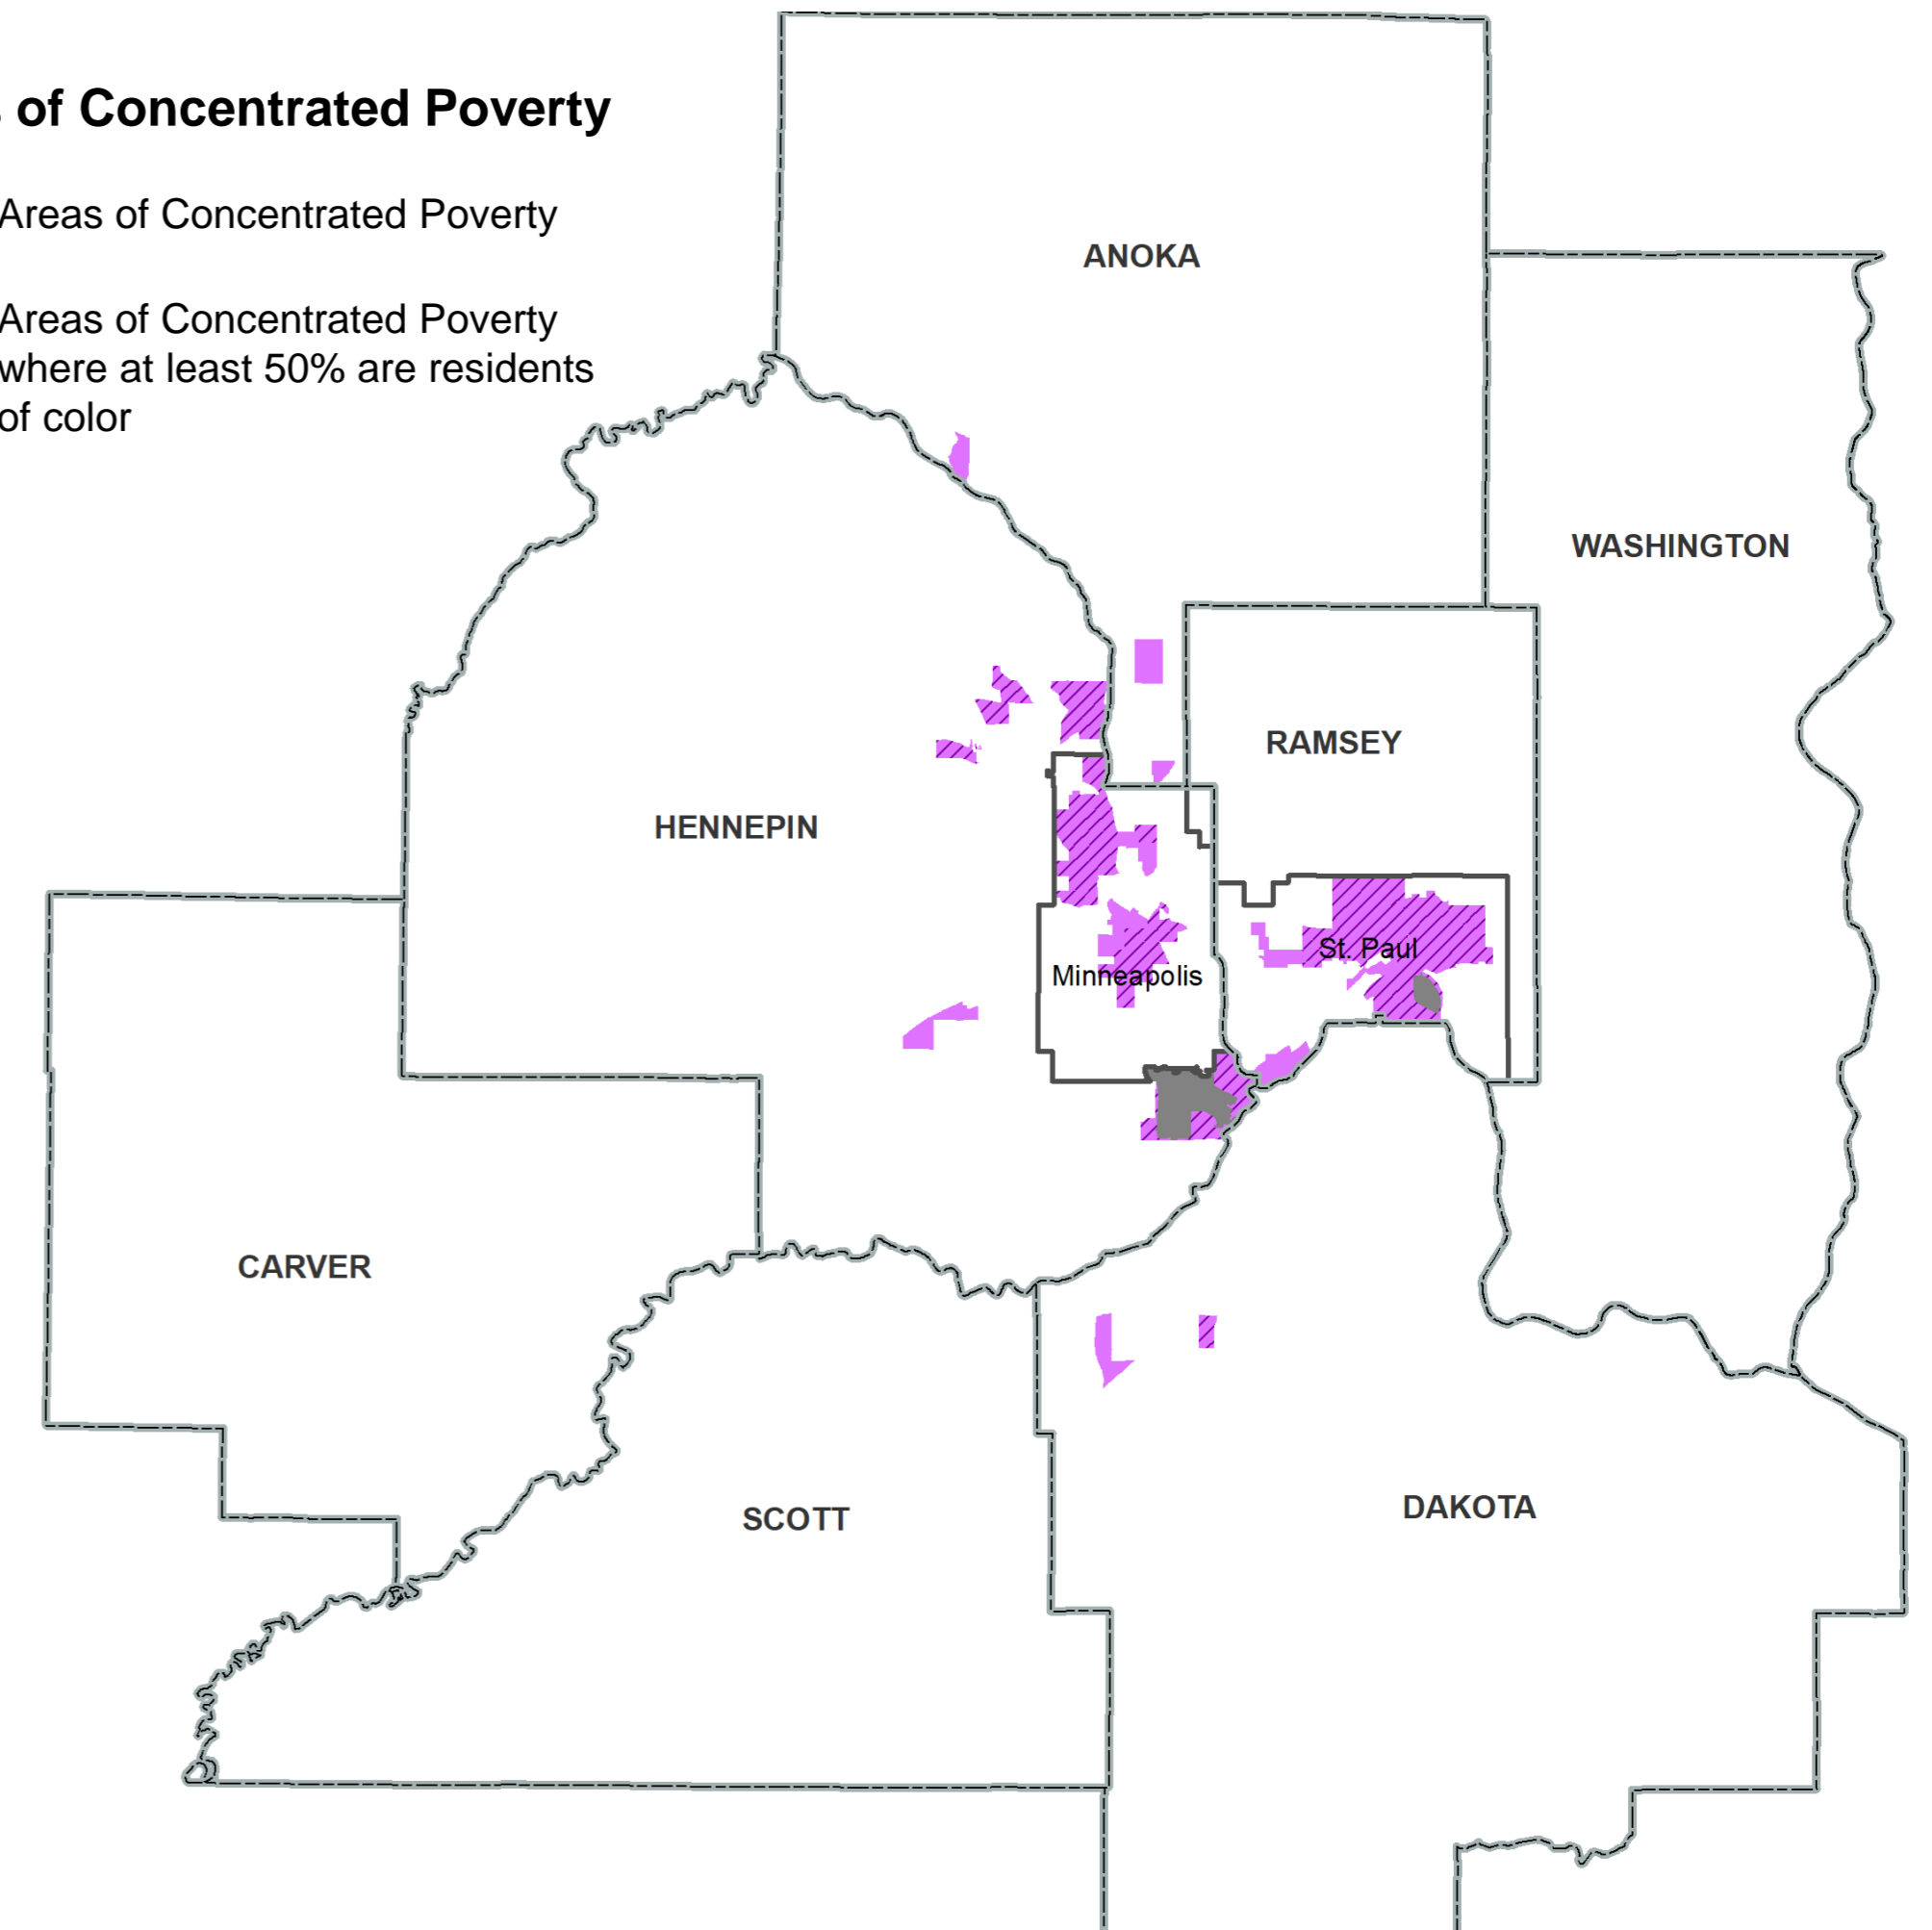 of Concentrated Poverty
Areas of Concentrated Poverty
Areas of Concentrated Poverty
where at least 50% are residents
of color
ANOKA
WASHINGTON
RAMSEY
HENNEPIN
St. Paul
Minneapolis
CARVER
DAKOTA
SCOTT